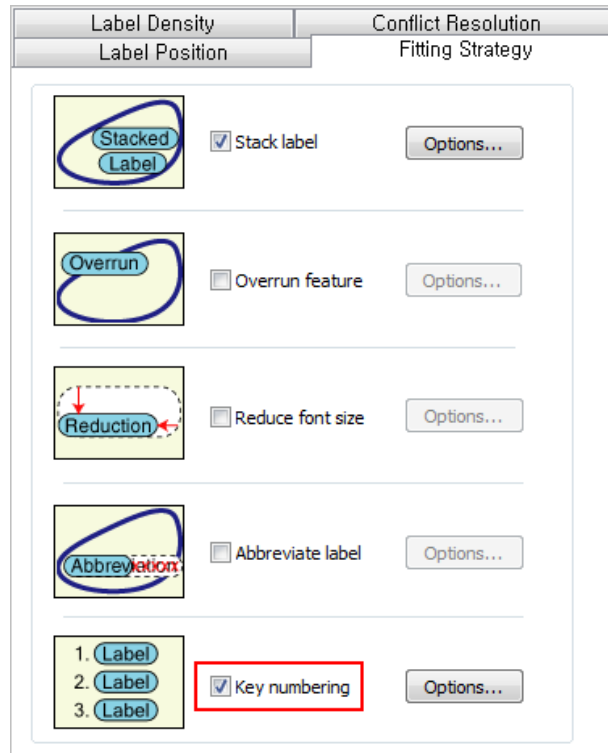 Label Density Conflict Resolution
Label Position Fitting Strategy
Stacked
Label
Stack label Options...
Overrun
Overrun feature Options...
Reduction
Reduce font size Options...
Abbreviation
Abbreviate label Options...
1. Label
2. Label
3. Label
Key numbering Options...